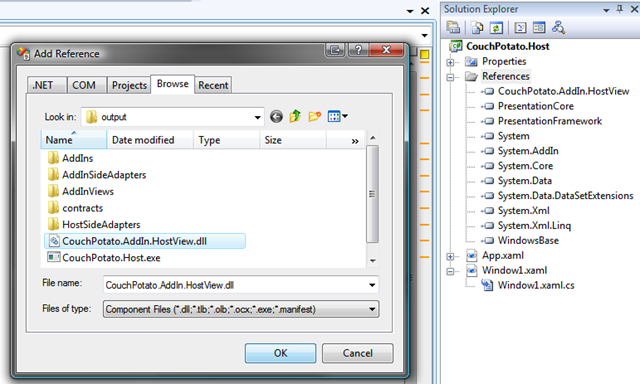 Add Reference
.NET COM Projects Browse Recent
Look in: output
Name Date modified Type Size »
AddIns
AddInSideAdapters
AddInViews
contracts
HostSideAdapters
CouchPotato.AddIn.HostView.dll
CouchPotato.Host.exe
File name: CouchPotato.AddIn.HostView.dll
Files of type: Component Files (*.dll;*.tlb;*.olb;*.ocx;*.exe;*.manifest)
OK Cancel
Solution Explorer
CouchPotato.Host
Properties
References
CouchPotato.AddIn.HostView
PresentationCore
PresentationFramework
System
System.AddIn
System.Core
System.Data
System.Data.DataSetExtensions
System.Xml
System.Xml.Linq
WindowsBase
App.xaml
Window1.xaml
Window1.xaml.cs